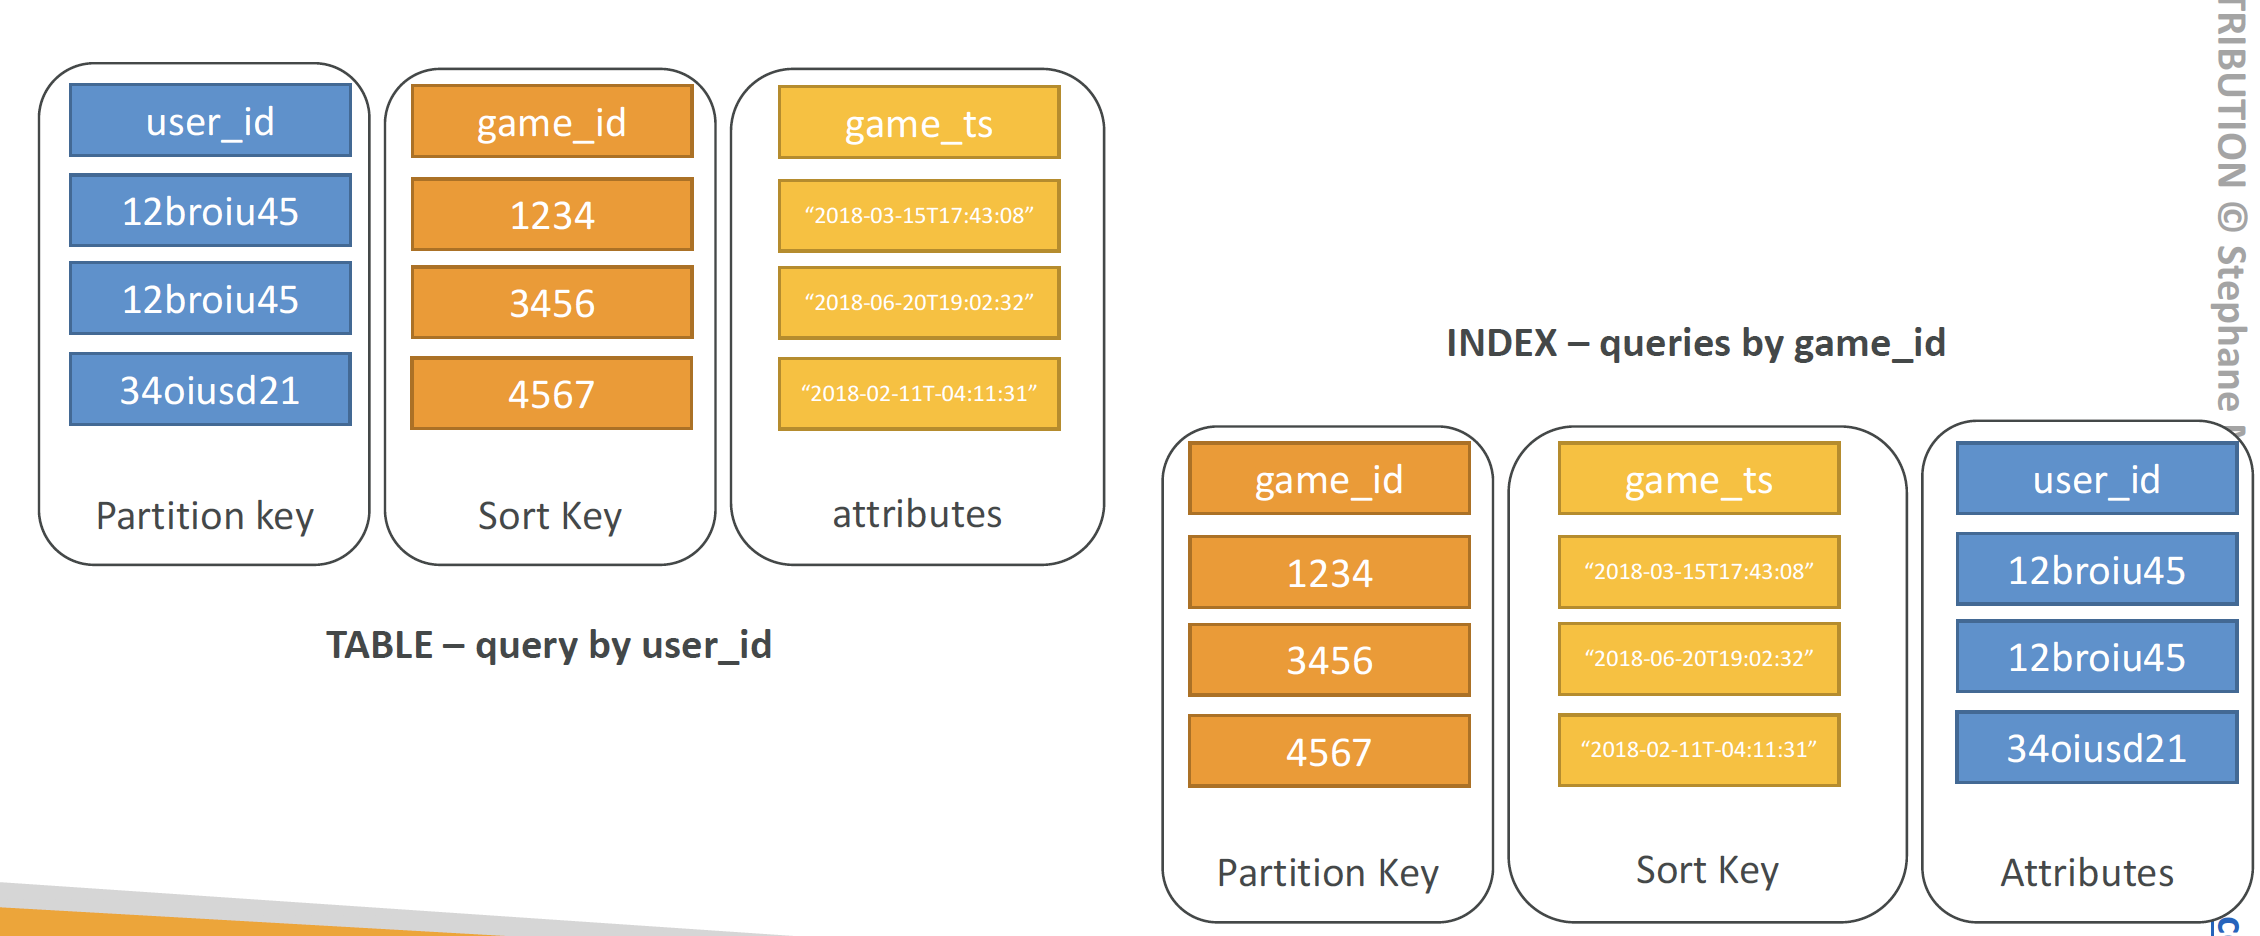 user_id
game_id
game_ts
12broiu45
1234
“2018-03-15T17:43:08”
12broiu45
3456
“2018-06-20T19:02:32”
34oiusd21
4567
“2018-02-11T-04:11:31”
Partition key
Sort Key
attributes
TABLE – query by user_id
INDEX – queries by game_id
game_id
game_ts
user_id
1234
“2018-03-15T17:43:08”
12broiu45
3456
“2018-06-20T19:02:32”
12broiu45
4567
“2018-02-11T-04:11:31”
34oiusd21
Partition Key
Sort Key
Attributes
TRIBUTION © Stephane